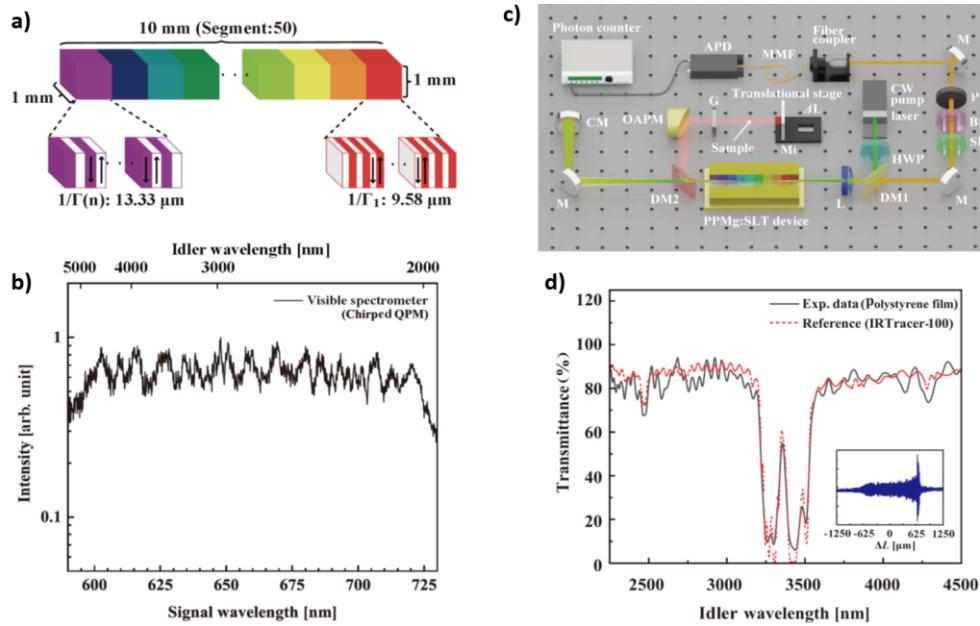 a)
10 mm (Segment:50)
1 mm
1 mm
1/Γ(n): 13.33 μm
1/Γ1: 9.58 μm
b)
Idler wavelength [nm]
5000 4000 3000 2000
Visible spectrometer
(Chirped QPM)
Intensity [arb. unit]
1
0.1
600 625 650 675 700 725
Signal wavelength [nm]
c)
Photon counter
APD
MMF
Fiber
coupler
M
Translational stage
CW
pump
laser
P
B
OAPM
G
ΔL
CM
Sample
Mi
HWP
M
DM2
L
DM1
M
PPMg:SLT device
d)
Exp. data (Polystyrene film)
Reference (IRTracer-100)
Transmittance (%)
120
100
80
60
40
20
0
-1250 -625 0 625 1250
ΔL [μm]
2500 3000 3500 4000 4500
Idler wavelength [nm]